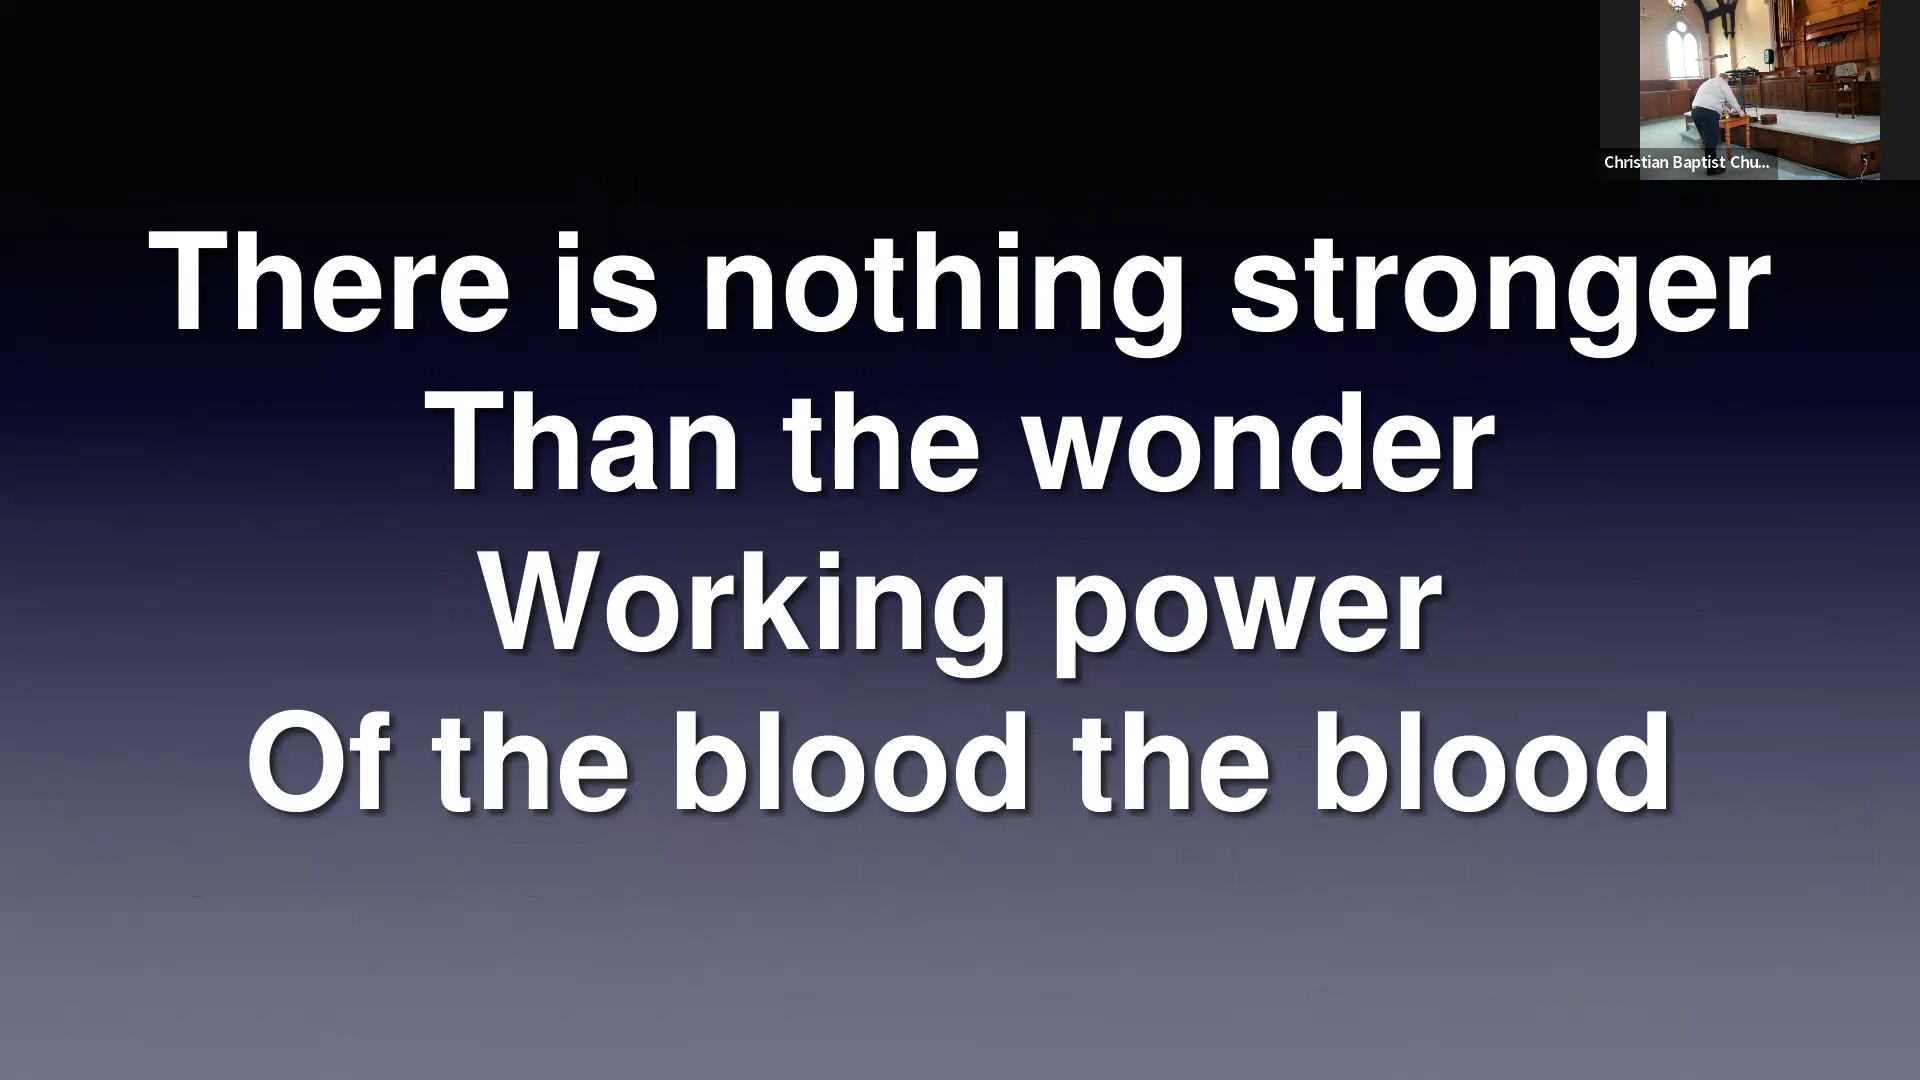 Christian Baptist Chu...
There is nothing stronger
Than the wonder
Working power
Of the blood the blood